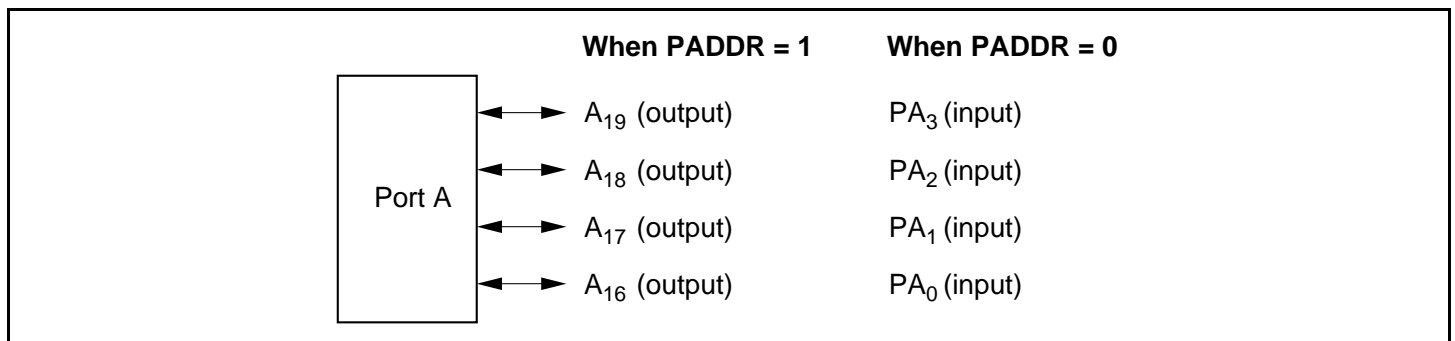 When PADDR = 1 When PADDR = 0
A19 (output) PA3 (input)
A18 (output) PA2 (input)
Port A
A17 (output) PA1 (input)
A16 (output) PA0 (input)